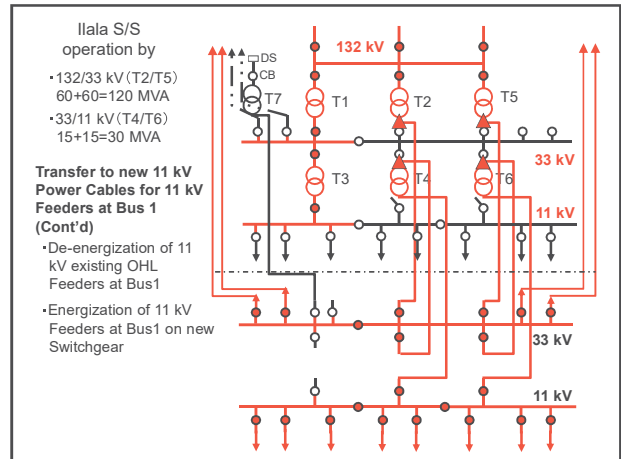 Ilala S/S
operation by
・132/33 kV(T2/T5)
60+60=120 MVA
・33/11 kV(T4/T6)
15+15=30 MVA
Transfer to new 11 kV
Power Cables for 11 kV
Feeders at Bus 1
(Cont'd)
・De-energization of 11
kV existing OHL
Feeders at Bus1
・Energization of 11 kV
Feeders at Bus1 on new
Switchgear
132 kV
DS
CB
T7
T1
T2
T5
33 kV
T3
T4
T6
11 kV
33 kV
11 kV